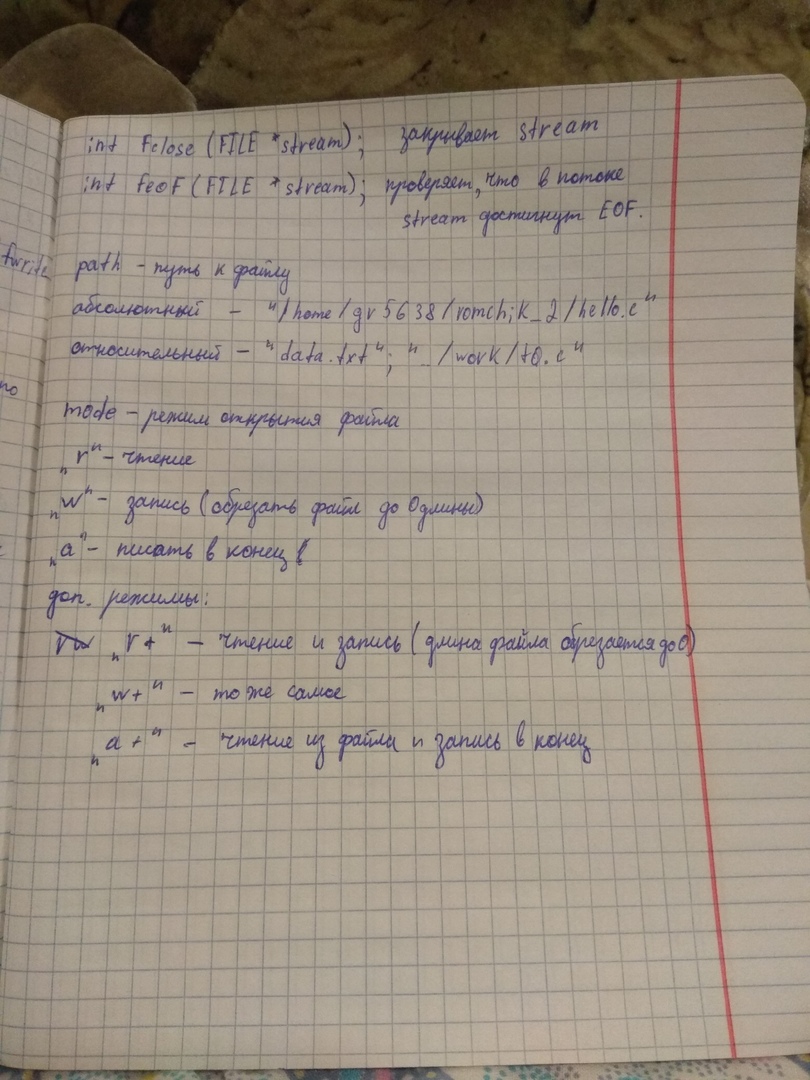 int Fclose (FILE *stream); закрывает stream
int feoF (FILE *stream); проверяет, что в потоке
stream достигнут EOF.
fwrite
path - путь к файлу
абсолютный - "/home/gr5638/romchik_2/hello.c"
относительный - "data.txt"; "../work/t0.c"
mode - режим открытия файла
"r" - чтение
"w" - запись (обрезать файл до 0 длины)
"a" - писать в конец в
доп. режимы:
"r+" - чтение и запись (длина файла обрезается до 0)
"w+" - то же самое
"a+" - чтение из файла и запись в конец